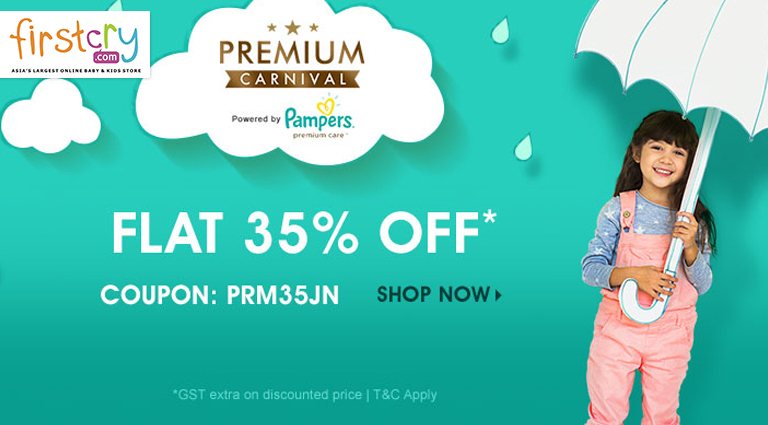 firstcry
.com
ASIA'S LARGEST ONLINE BABY & KIDS STORE
PREMIUM
CARNIVAL
Powered by Pampers
premium care™
FLAT 35% OFF*
COUPON: PRM35JN SHOP NOW
*GST extra on discounted price | T&C Apply